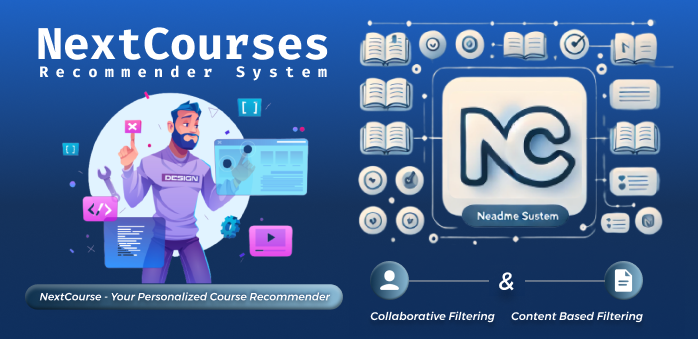 NextCourses
Recommender System
[ ]
[ ]
DESIGN
</>
NextCourse - Your Personalized Course Recommender
NC
Neadme Sustem
&
Collaborative Filtering
Content Based Filtering